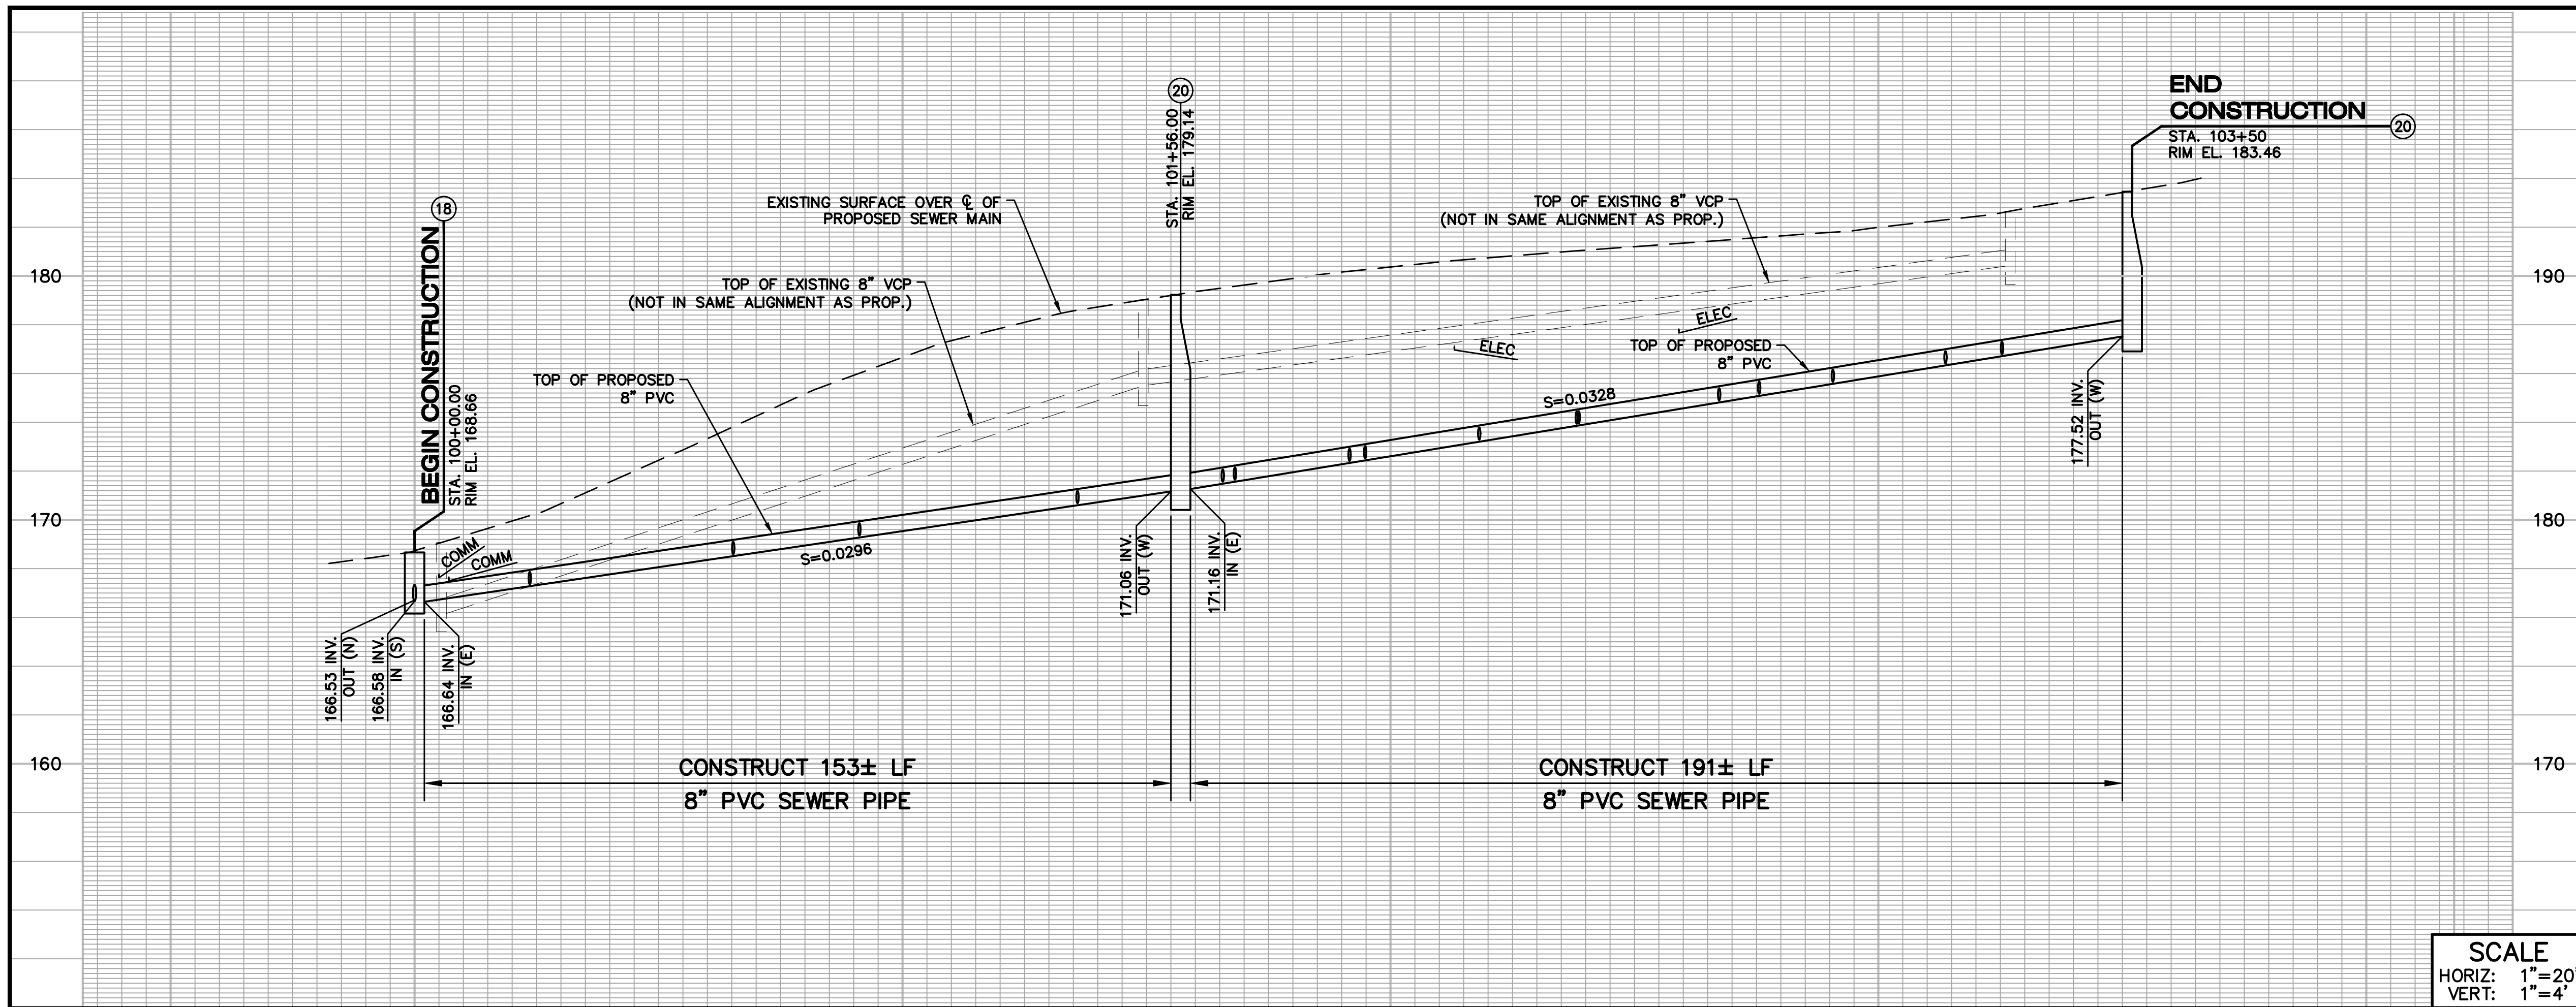 END
CONSTRUCTION
20
STA. 103+50
RIM EL. 183.46
20
STA. 101+56.00
RIM EL. 179.14
18
BEGIN CONSTRUCTION
STA. 100+00.00
RIM EL. 168.66
EXISTING SURFACE OVER ℄ OF
PROPOSED SEWER MAIN
TOP OF EXISTING 8" VCP
(NOT IN SAME ALIGNMENT AS PROP.)
TOP OF EXISTING 8" VCP
(NOT IN SAME ALIGNMENT AS PROP.)
180
190
ELEC
ELEC
TOP OF PROPOSED
8" PVC
TOP OF PROPOSED
8" PVC
S=0.0328
177.52 INV.
OUT (W)
170
180
COMM
COMM
S=0.0296
171.06 INV.
OUT (W)
171.16 INV.
IN (E)
166.53 INV.
OUT (N)
166.58 INV.
IN (S)
166.64 INV.
IN (E)
160
170
CONSTRUCT 153± LF
8" PVC SEWER PIPE
CONSTRUCT 191± LF
8" PVC SEWER PIPE
SCALE
HORIZ: 1"=20'
VERT: 1"=4'